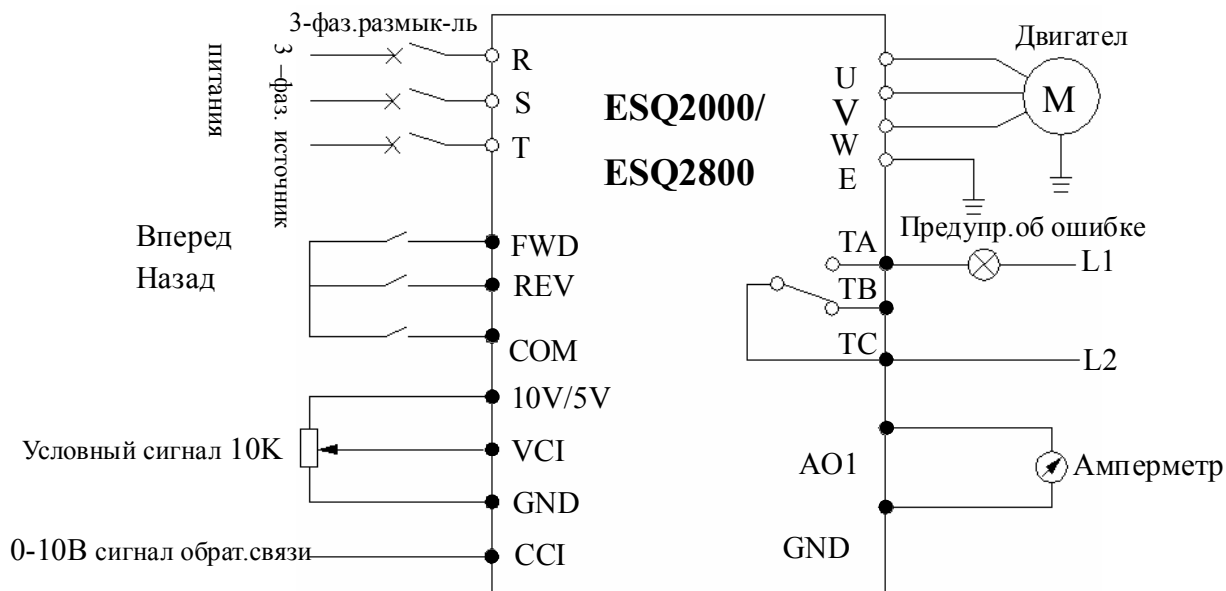 3-фаз.размык-ль
3 –фаз. источник
питания
R
S
T
ESQ2000/
ESQ2800
U
V
W
E
Двигател
M
Вперед
Назад
FWD
REV
COM
Предупр.об ошибке
TA
TB
TC
L1
L2
10V/5V
Условный сигнал 10K
VCI
GND
0-10В сигнал обрат.связи
CCI
AO1
Амперметр
GND